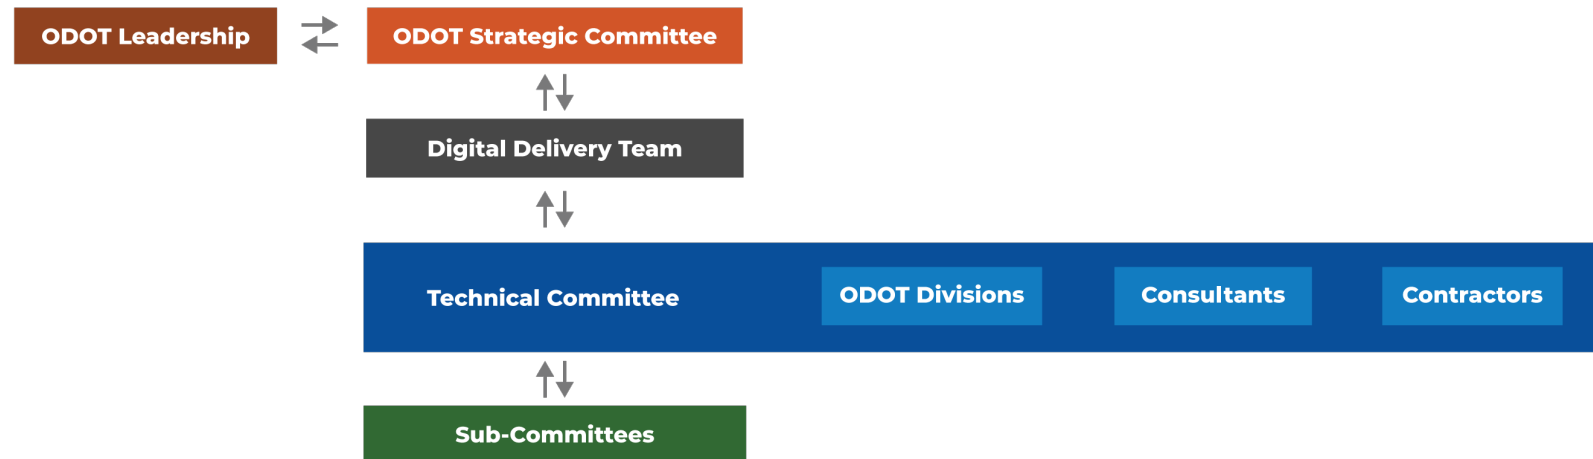 ODOT Leadership
ODOT Strategic Committee
Digital Delivery Team
Technical Committee
ODOT Divisions
Consultants
Contractors
Sub-Committees